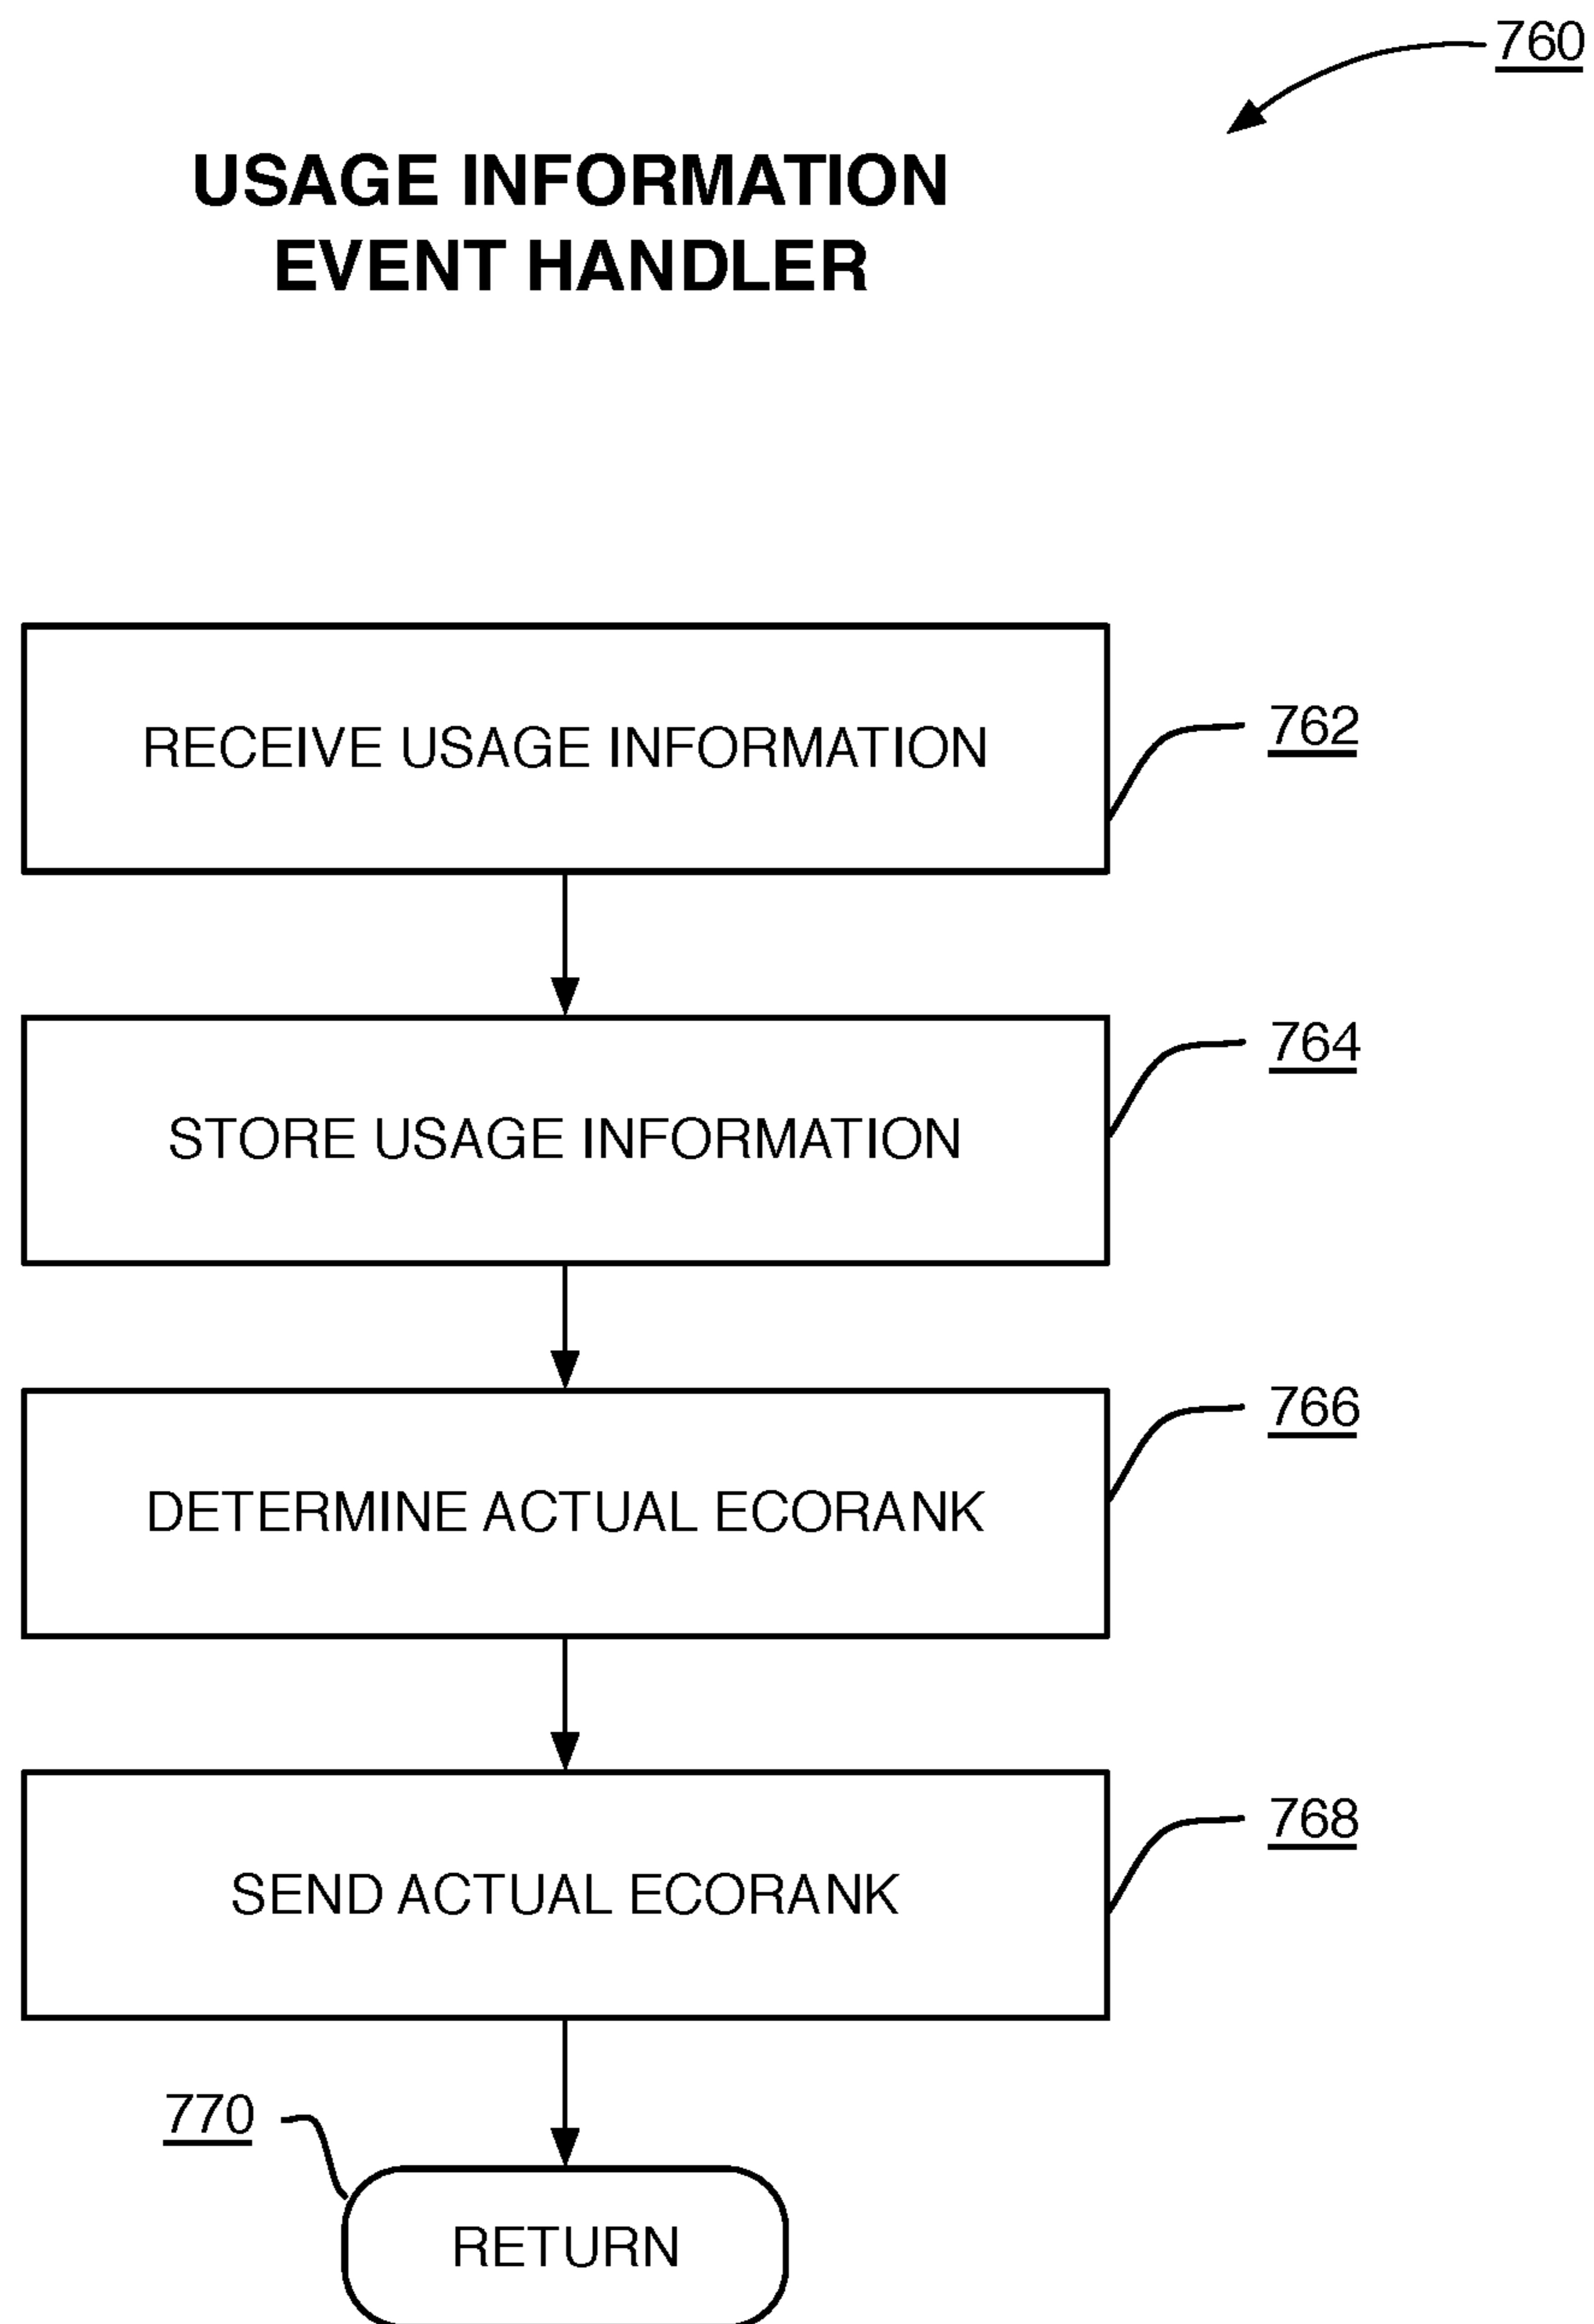 760
USAGE INFORMATION
EVENT HANDLER
RECEIVE USAGE INFORMATION
762
STORE USAGE INFORMATION
764
DETERMINE ACTUAL ECORANK
766
SEND ACTUAL ECORANK
768
770
RETURN